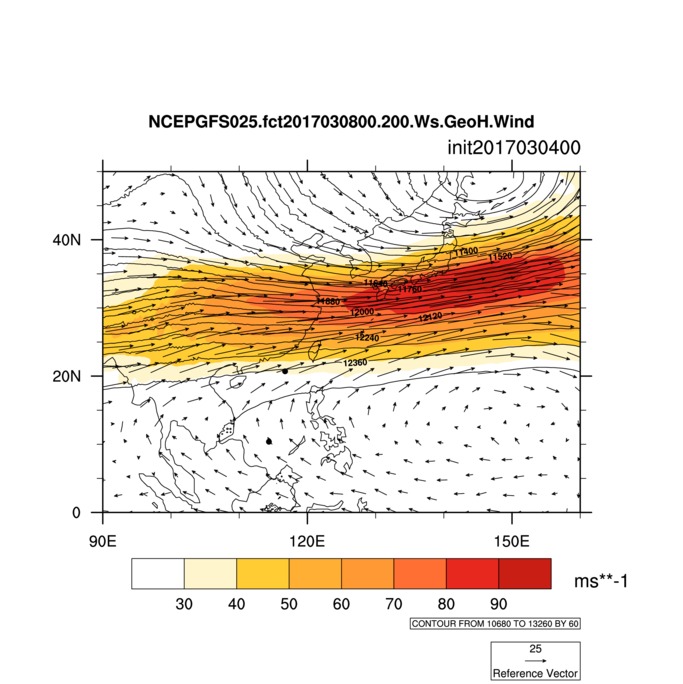 NCEPGFS025.fct2017030800.200.Ws.GeoH.Wind
init2017030400
40N
20N
0
11400
11520
11640
11760
11880
12000
12120
12240
12360
90E 120E 150E
30 40 50 60 70 80 90
ms**-1
CONTOUR FROM 10680 TO 13260 BY 60
25
Reference Vector